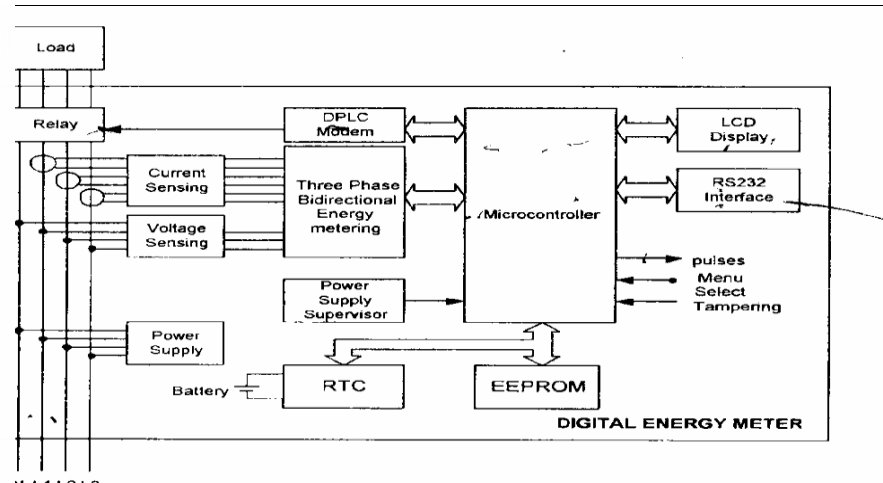 Load
Relay
DPLC
Modem
LCD
Display
Current
Sensing
Three Phase
Bidirectional
Energy
metering
Microcontroller
RS232
Interface
Voltage
Sensing
pulses
Menu
Select
Tampering
Power
Supply
Supervisor
Power
Supply
Battery
RTC
EEPROM
DIGITAL ENERGY METER